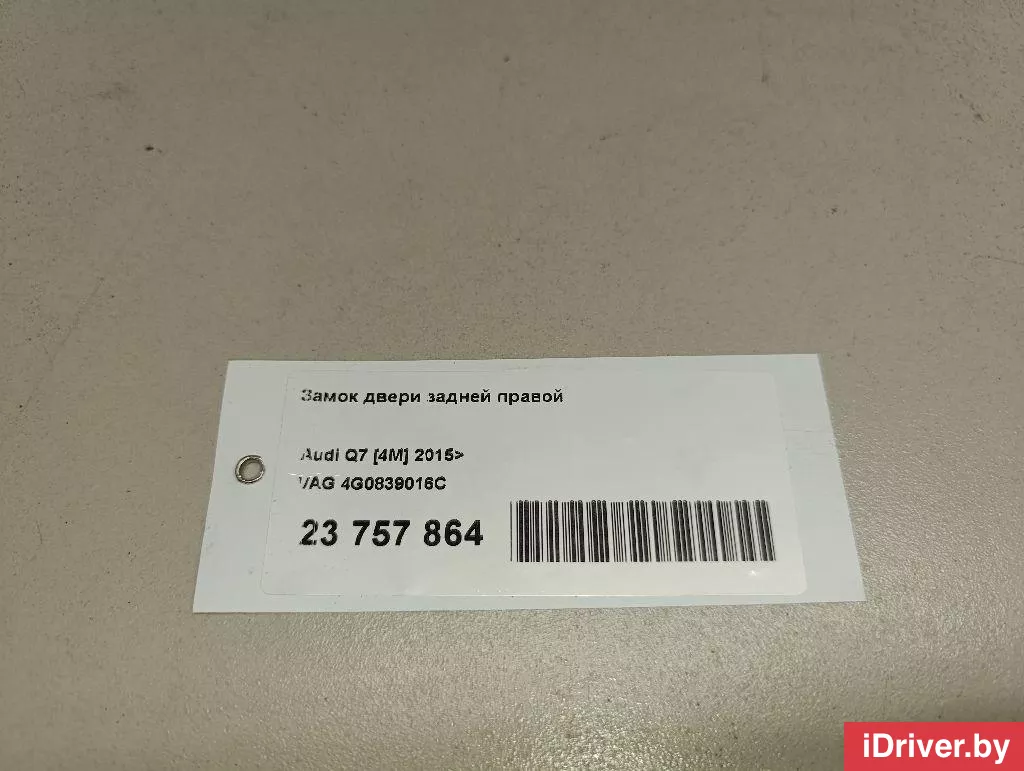 Замок двери задней правой
Audi Q7 [4M] 2015>
VAG 4G0839016C
23 757 864
iDriver.by